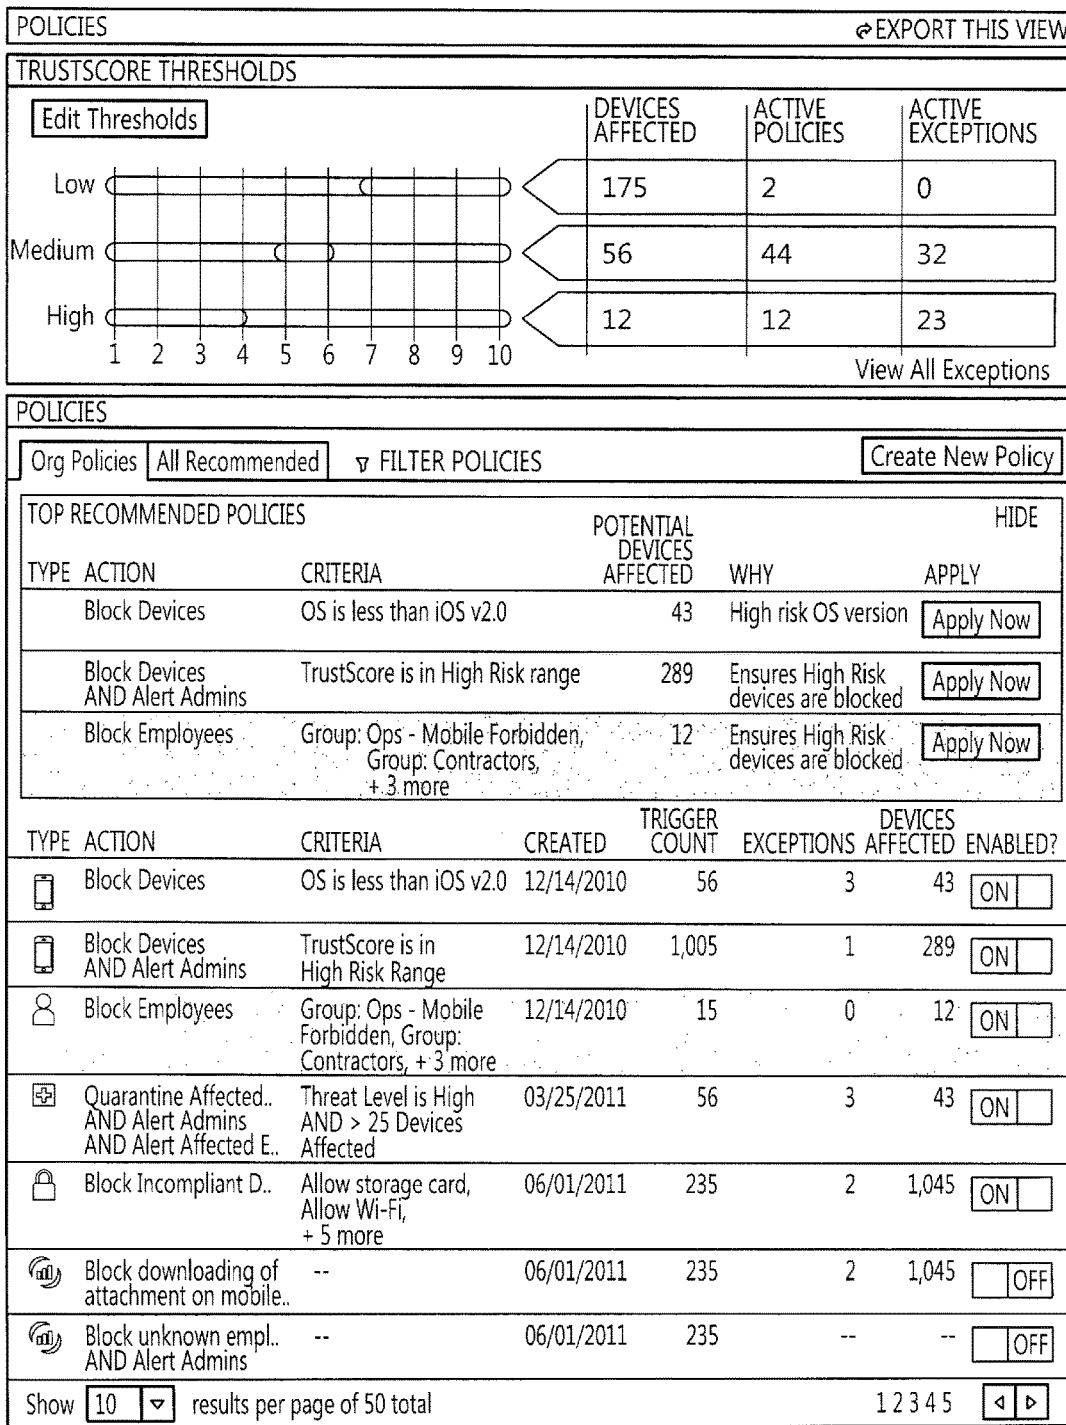 POLICIES EXPORT THIS VIEW
TRUSTSCORE THRESHOLDS
Edit Thresholds
DEVICES AFFECTED ACTIVE POLICIES ACTIVE EXCEPTIONS
Low 175 2 0
Medium 56 44 32
High 12 12 23
1 2 3 4 5 6 7 8 9 10
View All Exceptions
POLICIES
Org Policies All Recommended FILTER POLICIES Create New Policy
TOP RECOMMENDED POLICIES HIDE
TYPE ACTION CRITERIA POTENTIAL DEVICES AFFECTED WHY APPLY
Block Devices OS is less than iOS v2.0 43 High risk OS version Apply Now
Block Devices TrustScore is in High Risk range 289 Ensures High Risk Apply Now
AND Alert Admins devices are blocked
Block Employees Group: Ops - Mobile Forbidden, 12 Ensures High Risk Apply Now
Group: Contractors, devices are blocked
+ 3 more
TYPE ACTION CRITERIA CREATED TRIGGER COUNT EXCEPTIONS DEVICES AFFECTED ENABLED?
Block Devices OS is less than iOS v2.0 12/14/2010 56 3 43 ON
Block Devices TrustScore is in 12/14/2010 1,005 1 289 ON
AND Alert Admins High Risk Range
Block Employees Group: Ops - Mobile 12/14/2010 15 0 12 ON
Forbidden, Group:
Contractors, + 3 more
Quarantine Affected.. Threat Level is High 03/25/2011 56 3 43 ON
AND Alert Admins AND > 25 Devices
AND Alert Affected E.. Affected
Block Incompliant D.. Allow storage card, 06/01/2011 235 2 1,045 ON
Allow Wi-Fi,
+ 5 more
Block downloading of -- 06/01/2011 235 2 1,045 OFF
attachment on mobile..
Block unknown empl.. -- 06/01/2011 235 -- -- OFF
AND Alert Admins
Show 10 results per page of 50 total 1 2 3 4 5